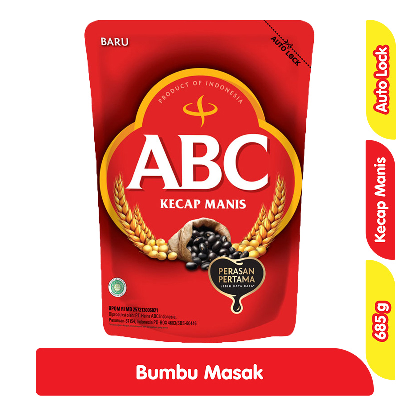 BARU
AUTO LOCK
PRODUCT OF INDONESIA
ABC
KECAP MANIS
PERASAN
PERTAMA
Bumbu Masak
Auto Lock
Kecap Manis
685 g